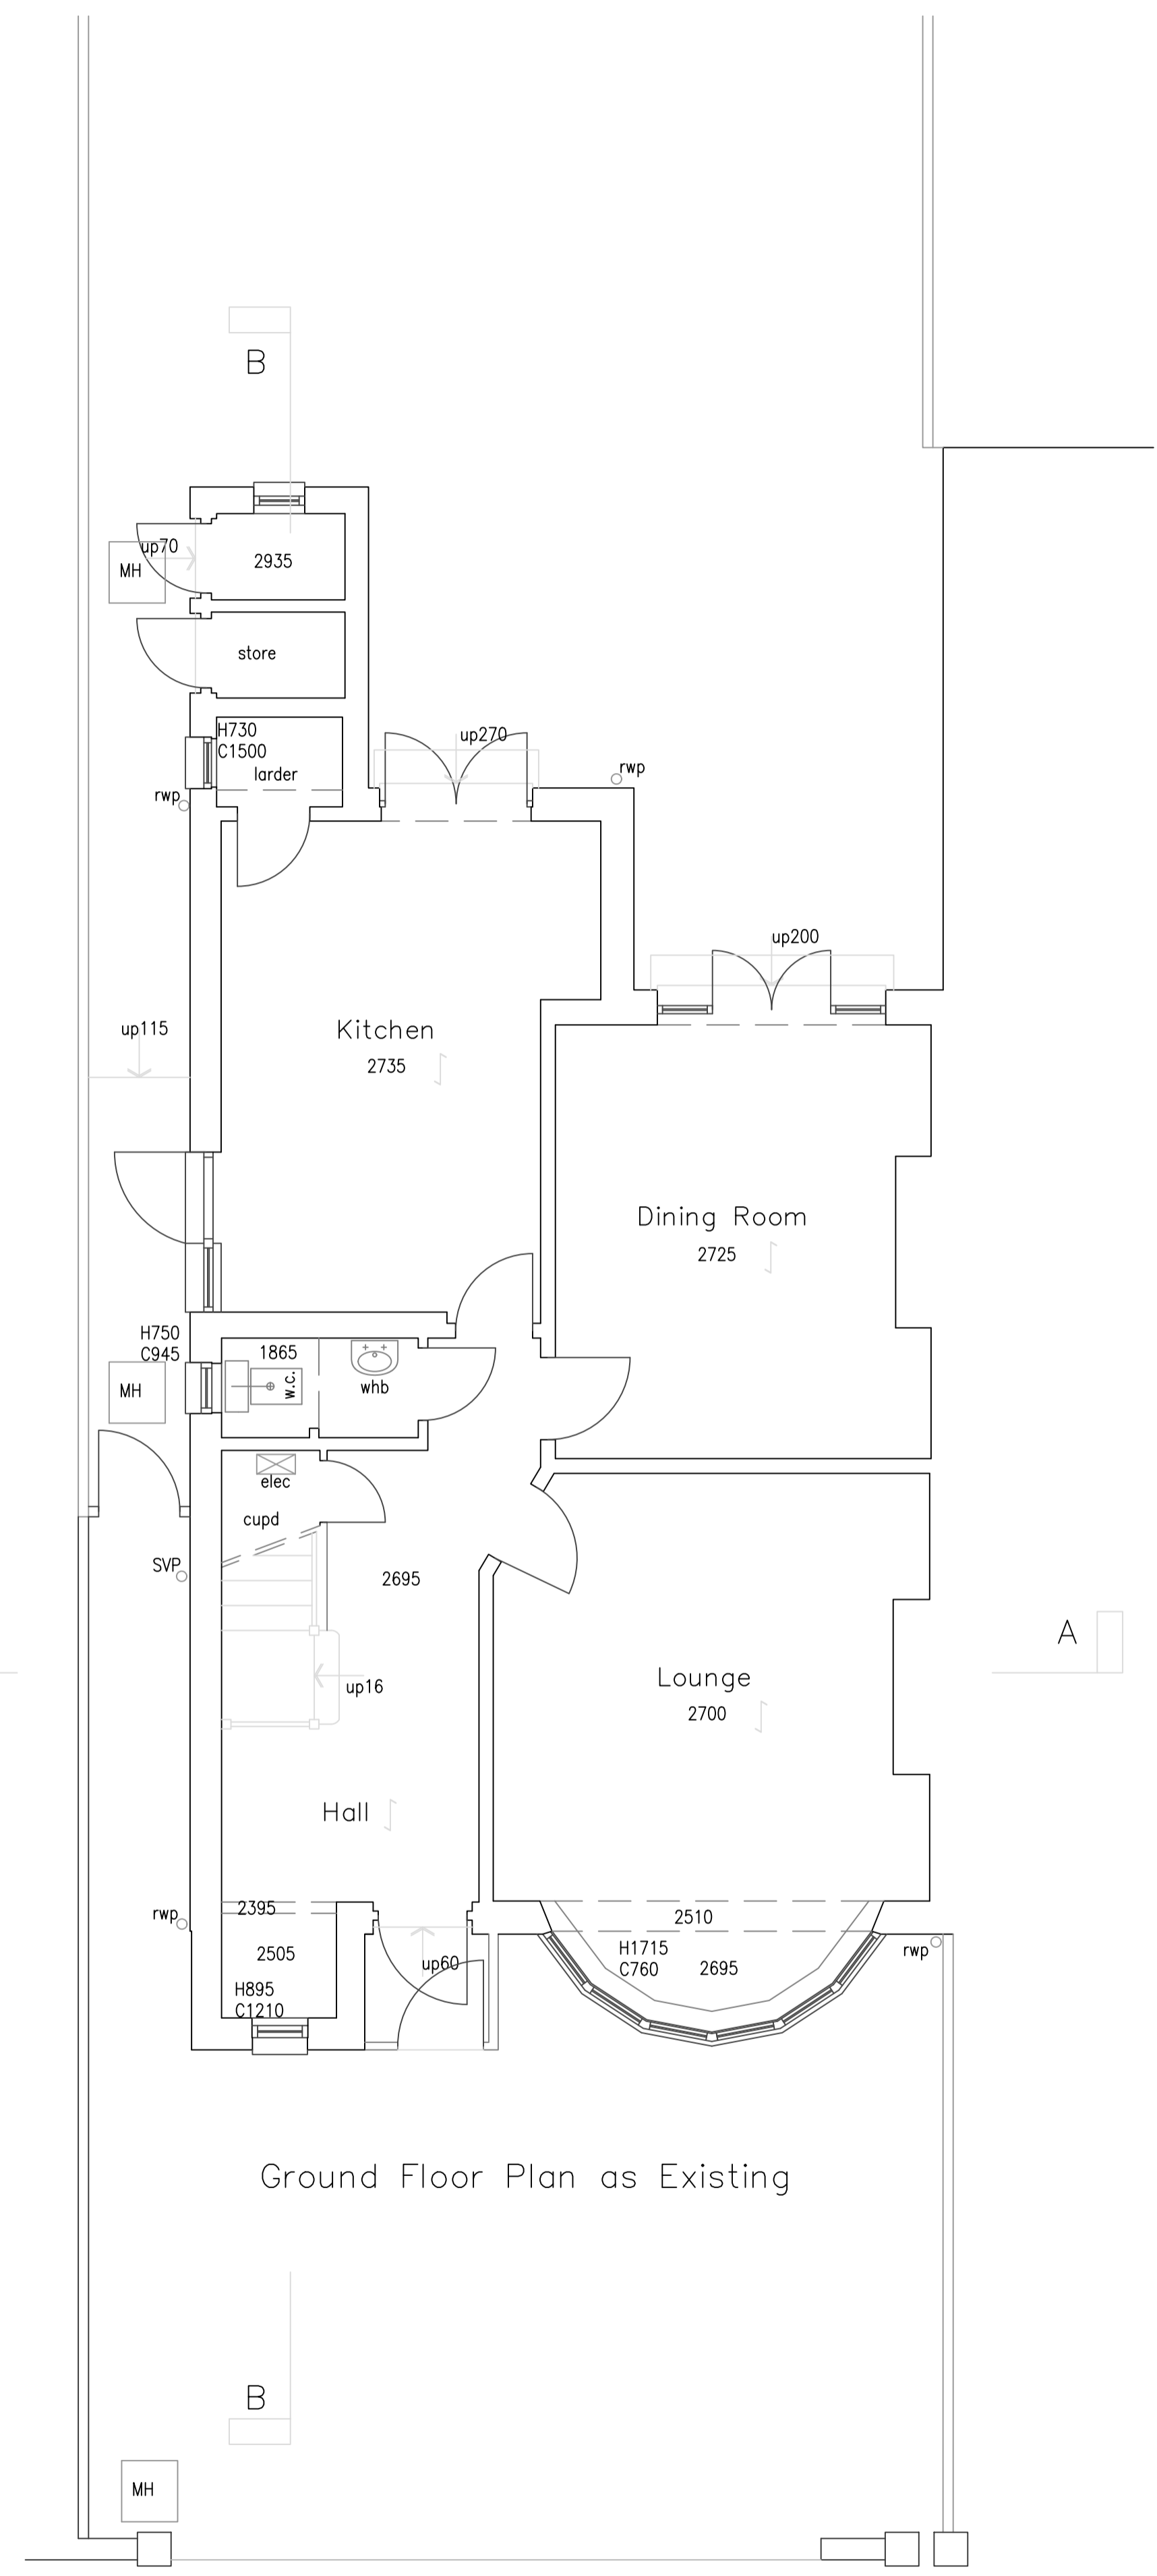 B
up70
MH
2935
store
H730
C1500
larder
rwp
up270
rwp
up200
up115
Kitchen
2735
Dining Room
2725
H750
C945
1865
w.c.
whb
MH
elec
cupd
SVP
2695
A
up16
Lounge
2700
Hall
2395
rwp
2505
up60
H895
C1210
2510
H1715
C760
2695
rwp
Ground Floor Plan as Existing
B
MH